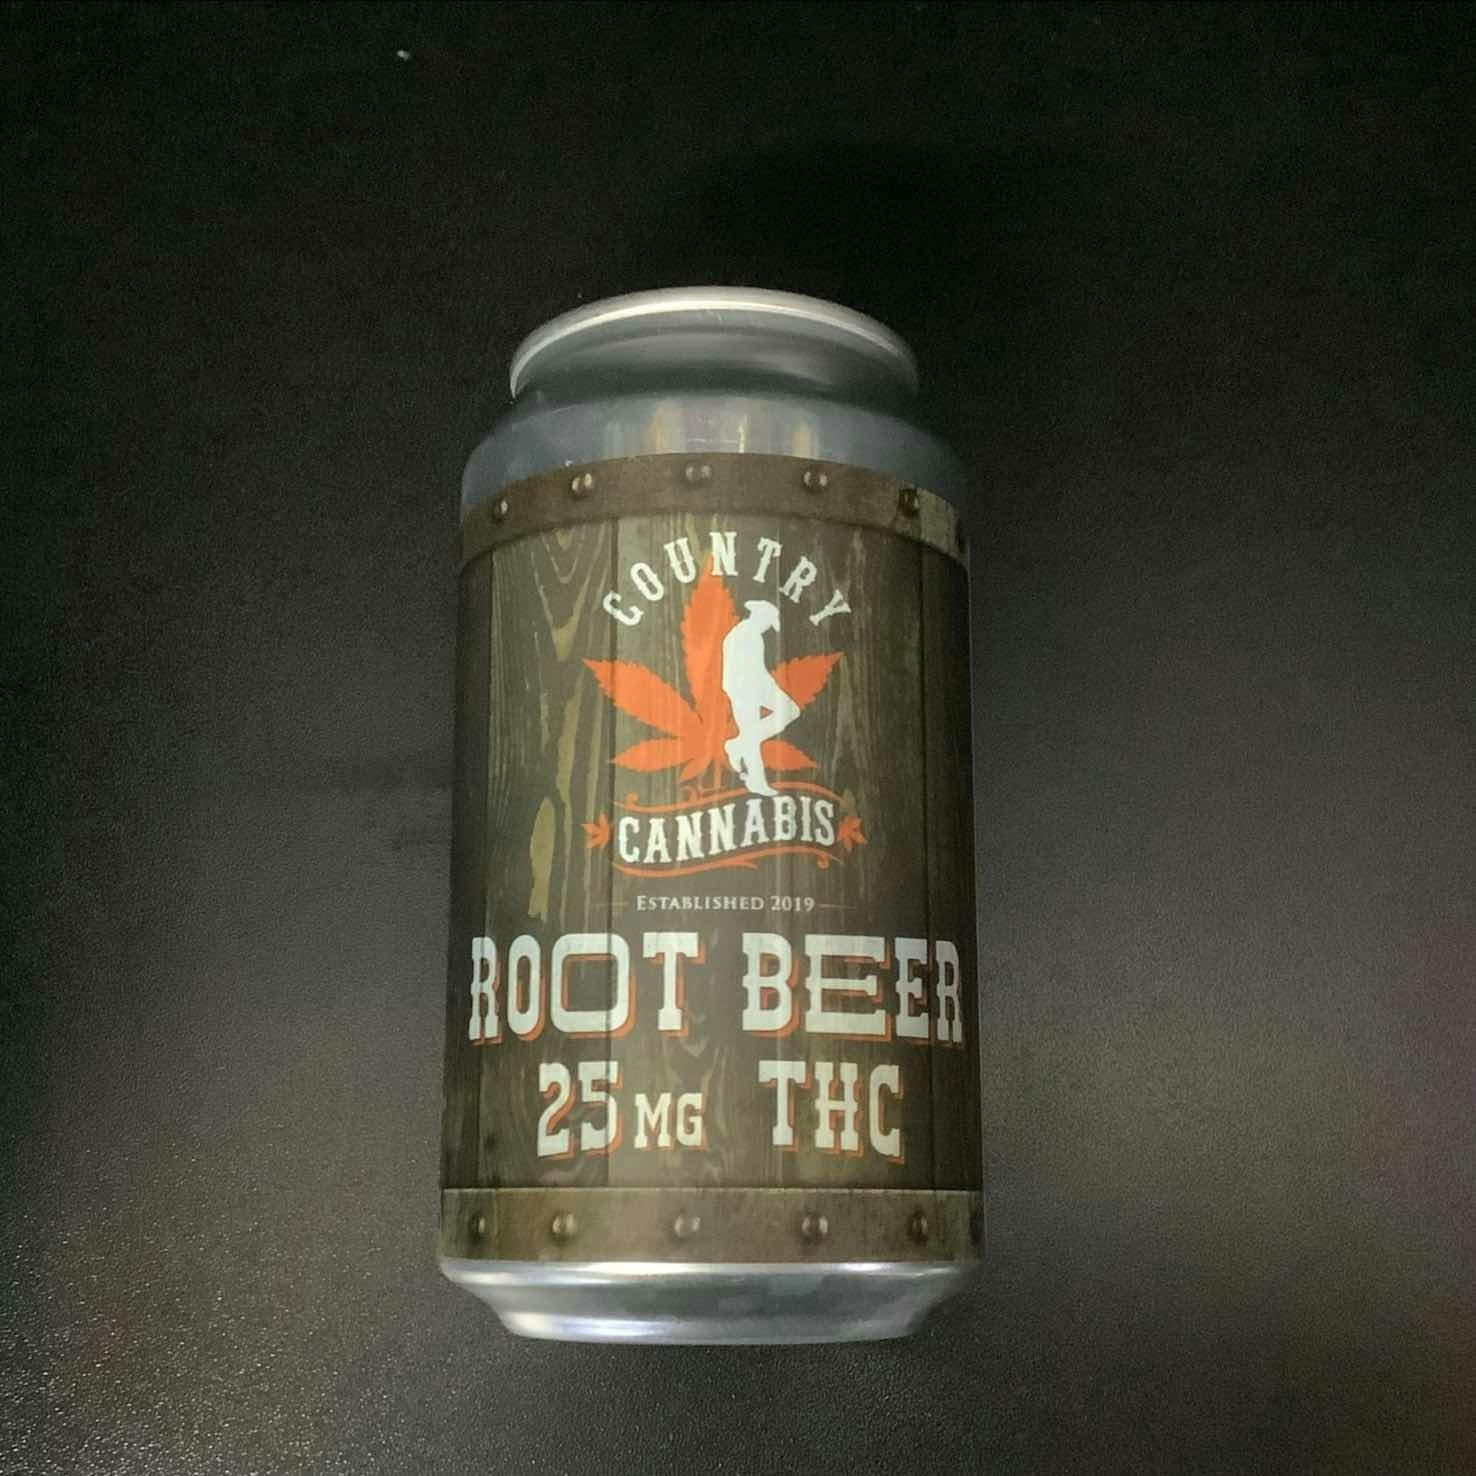 COUNTRY
CANNABIS
ESTABLISHED 2019
ROOT BEER
25 MG THC